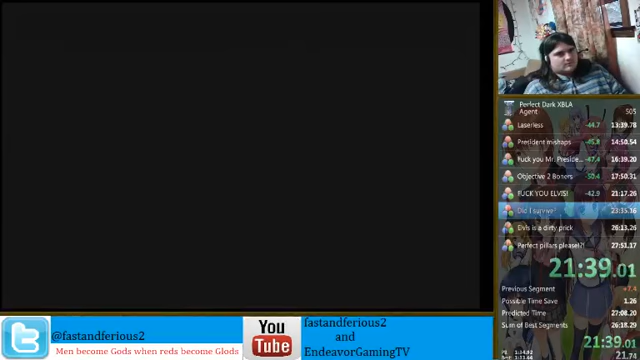 Perfect Dark XBLA
Agent 505
Laserless -44.7 13:39.78
President mishaps -45.8 14:50.54
Fuck you Mr. Preside... -47.4 16:39.20
Objective 2 Boners -50.4 17:50.31
FUCK YOU ELVIS! -42.9 21:17.26
Did I survive? 23:35.16
Elvis is a dirty prick 26:13.26
Perfect pillars please!?! 27:51.17
21:39.01
Previous Segment +7.4
Possible Time Save 1.26
Predicted Time 27:08.20
Sum of Best Segments 26:18.29
21:39.01
21.74
@fastandferious2
Men become Gods when reds become Glods
You
Tube
fastandferious2
and
EndeavorGamingTV